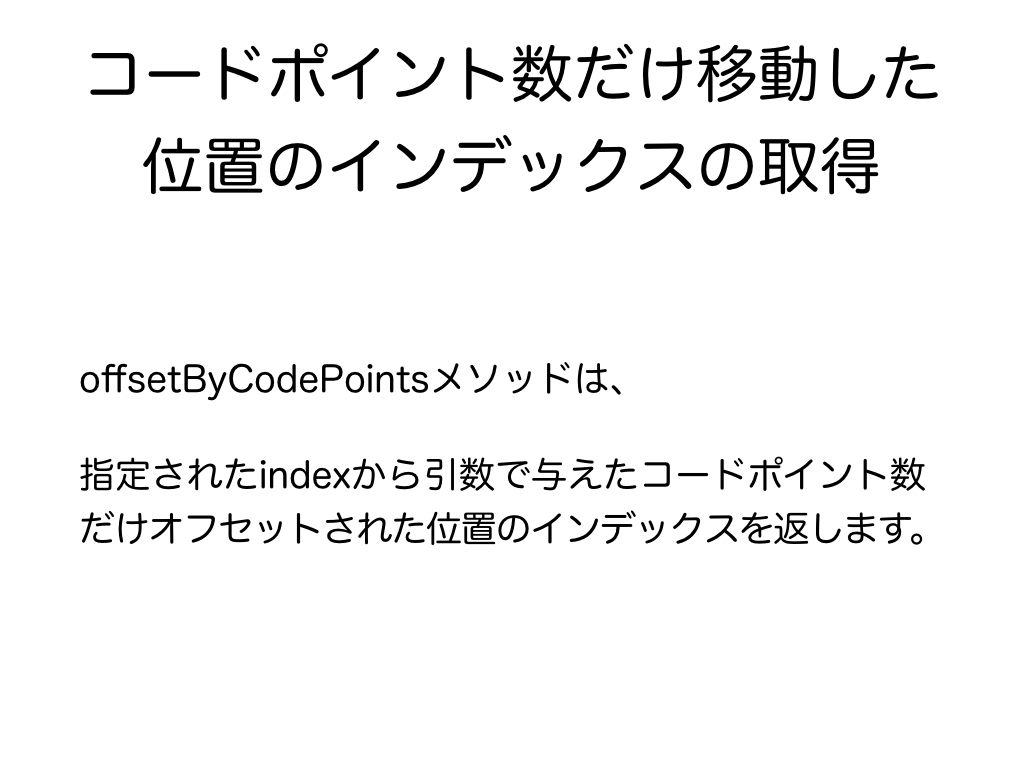 コードポイント数だけ移動した
位置のインデックスの取得
offsetByCodePointsメソッドは、
指定されたindexから引数で与えたコードポイント数
だけオフセットされた位置のインデックスを返します。